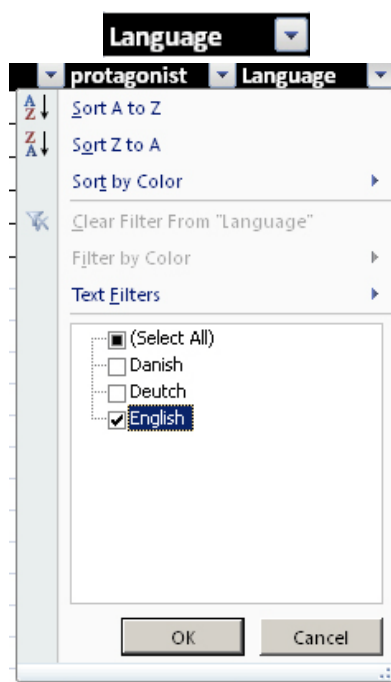 Language
protagonist Language
Sort A to Z
Sort Z to A
Sort by Color
Clear Filter From "Language"
Filter by Color
Text Filters
(Select All)
Danish
Deutch
English
OK Cancel